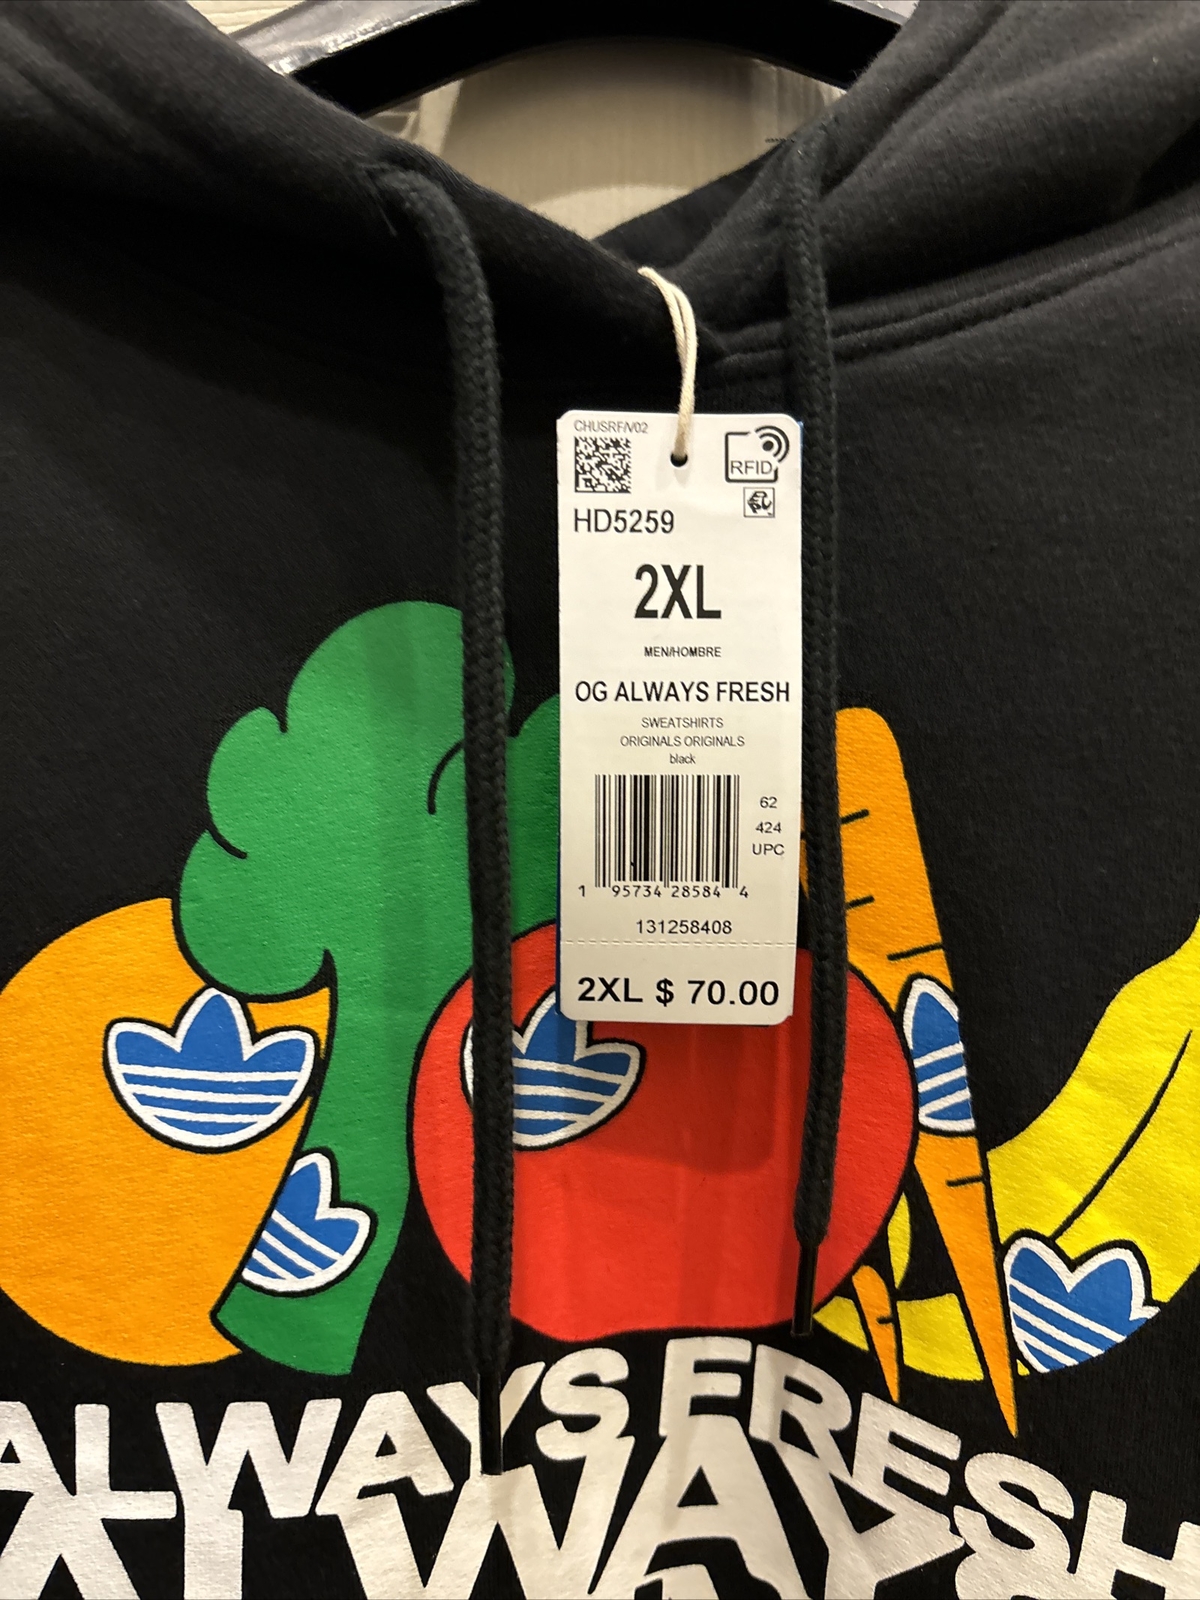 CHUSRF/V02
RFID
HD5259
2XL
MEN/HOMBRE
OG ALWAYS FRESH
SWEATSHIRTS
ORIGINALS ORIGINALS
black
62
424
UPC
1 95734 28584 4
131258408
2XL $ 70.00
ALWAYS FRESH
ALWAY